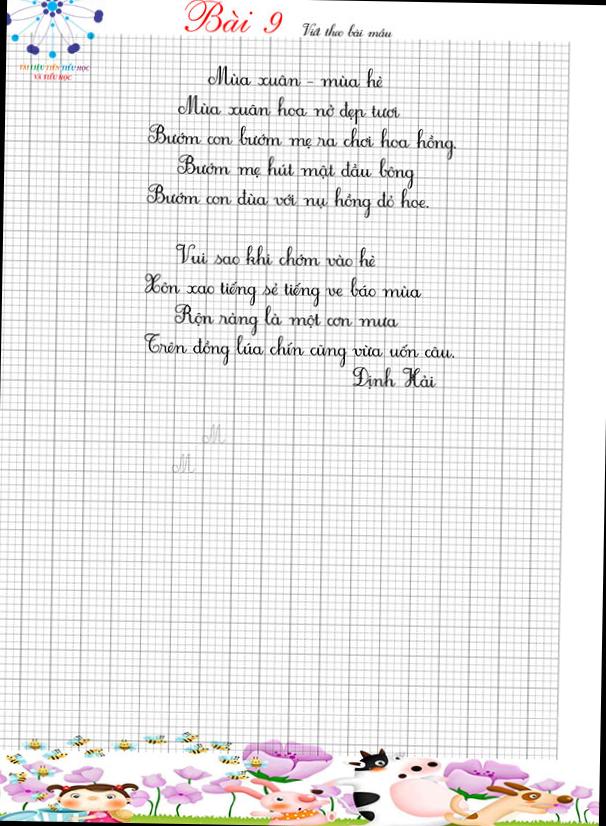 Bài 9 Viết theo bài mẫu
TÀI LIỆU TIỀN TIỂU HỌC
VÀ TIỂU HỌC
Mùa xuân - mùa hè
Mùa xuân hoa nở đẹp tươi
Bướm con bướm mẹ ra chơi hoa hồng.
Bướm mẹ hút mật đầu bông
Bướm con đùa với nụ hồng đỏ hoe.
Vui sao khi chớm vào hè
Xôn xao tiếng sẻ tiếng ve báo mùa
Rộn ràng là một cơn mưa
Trên đồng lúa chín cũng vừa uốn câu.
Định Hải
M
M